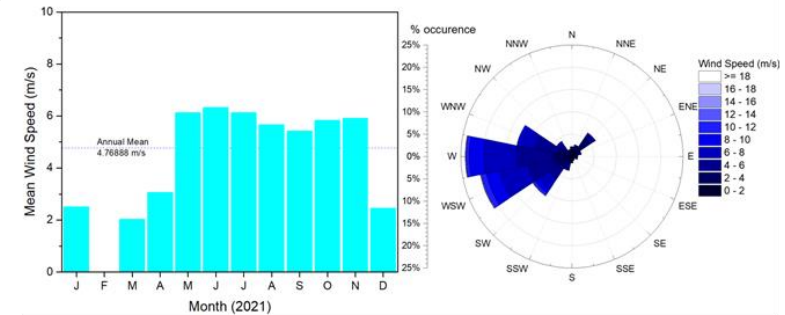 10
8
6
4
2
0
Mean Wind Speed (m/s)
Annual Mean
4.76888 m/s
J F M A M J J A S O N D
Month (2021)
% occurence
25%
20%
15%
10%
5%
0%
5%
10%
15%
20%
25%
N
NNE
NE
ENE
E
ESE
SE
SSE
S
SSW
SW
WSW
W
WNW
NW
NNW
Wind Speed (m/s)
>= 18
16 - 18
14 - 16
12 - 14
10 - 12
8 - 10
6 - 8
4 - 6
2 - 4
0 - 2